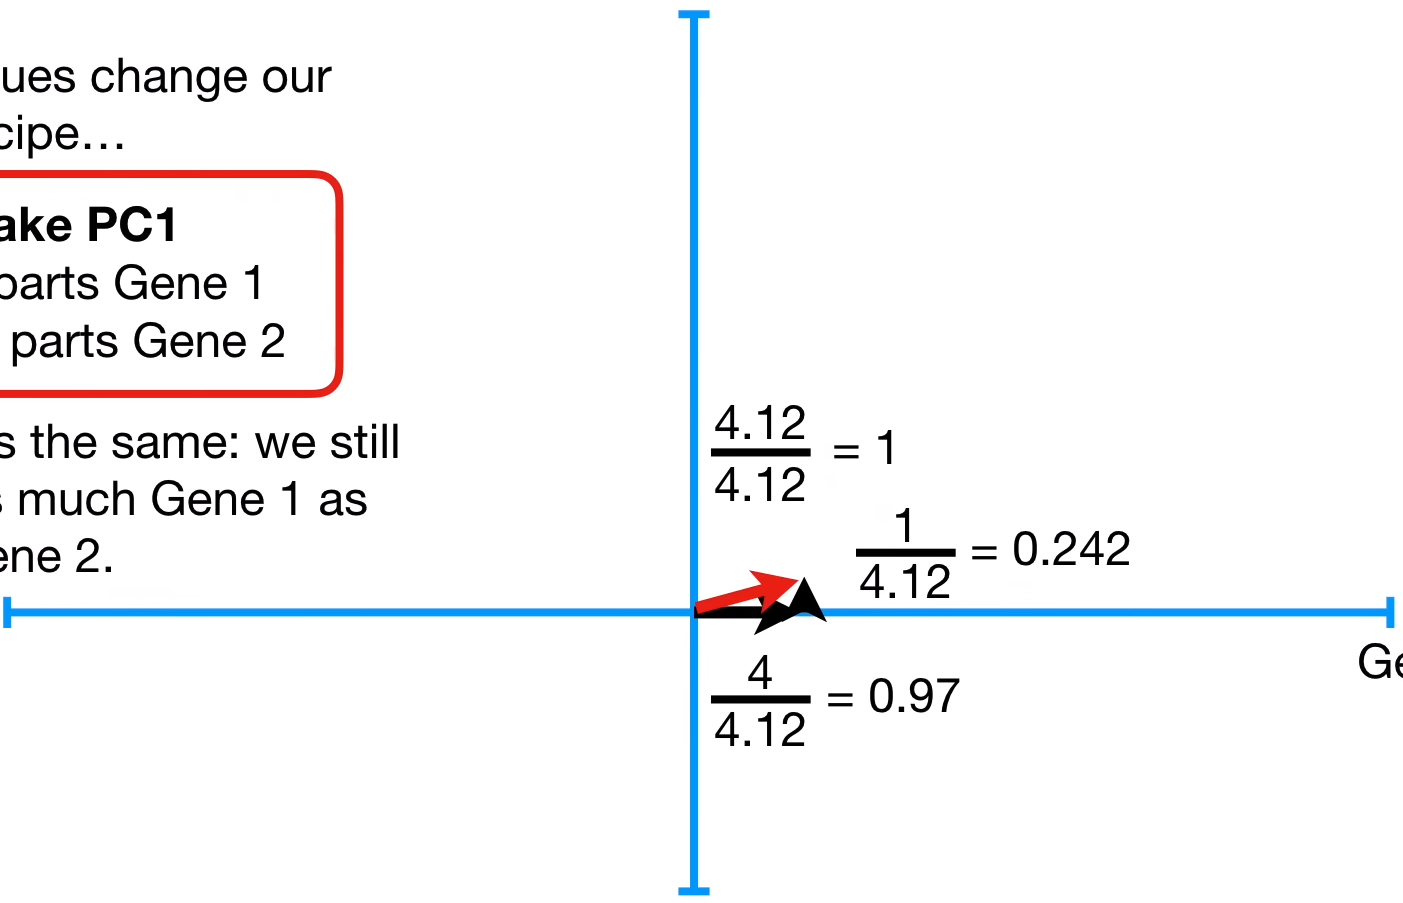 ues change our
cipe…
ake PC1
parts Gene 1
parts Gene 2
s the same: we still
s much Gene 1 as
ene 2.
4.12
4.12
= 1
1
4.12
= 0.242
4
4.12
= 0.97
Ge